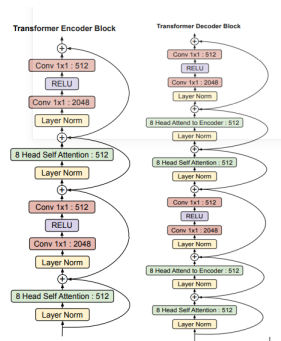 Transformer Encoder Block
Conv 1x1 : 512
RELU
Conv 1x1 : 2048
Layer Norm
8 Head Self Attention : 512
Layer Norm
Conv 1x1 : 512
RELU
Conv 1x1 : 2048
Layer Norm
8 Head Self Attention : 512
Layer Norm
Transformer Decoder Block
Conv 1x1 : 512
RELU
Conv 1x1 : 2048
Layer Norm
8 Head Attend to Encoder : 512
Layer Norm
8 Head Self Attention : 512
Layer Norm
Conv 1x1 : 512
RELU
Conv 1x1 : 2048
Layer Norm
8 Head Attend to Encoder : 512
Layer Norm
8 Head Self Attention : 512
Layer Norm